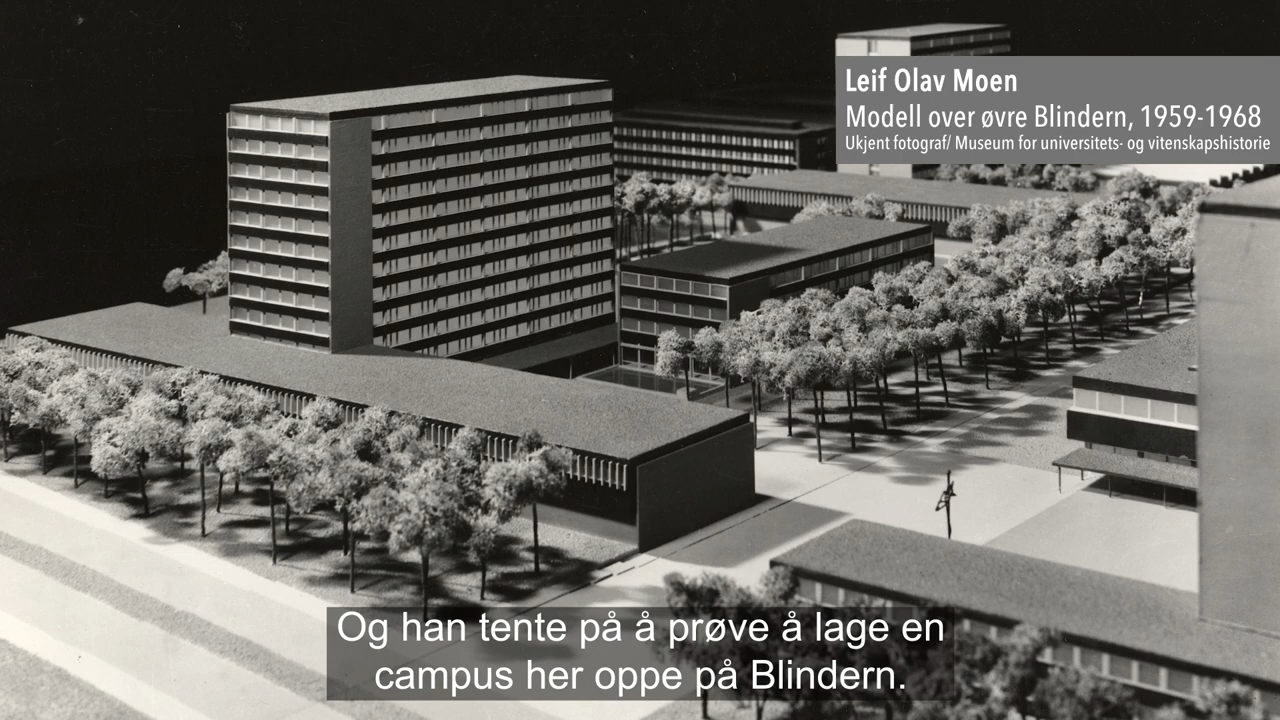 Leif Olav Moen
Modell over øvre Blindern, 1959-1968
Ukjent fotograf/ Museum for universitets- og vitenskapshistorie
Og han tente på å prøve å lage en
campus her oppe på Blindern.